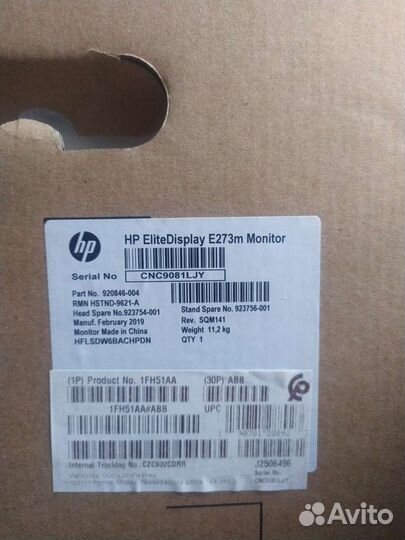 hp
HP EliteDisplay E273m Monitor
Serial No CNC9081LJY
Part No. 920846-004
RMN HSTND-9621-A
Head Spare No.923754-001 Stand Spare No.923756-001
Manuf. February 2019 Rev. SQM141
Monitor Made in China Weight 11,2 kg
HFLSDW6BACHPDN QTY 1
(1P) Product No. 1FH51AA (30P) ABB
1FH51AA#ABB UPC
Internal Tracking No. CZC932CDRR J2506496
Serial No.
CNC9081LJY
Avito